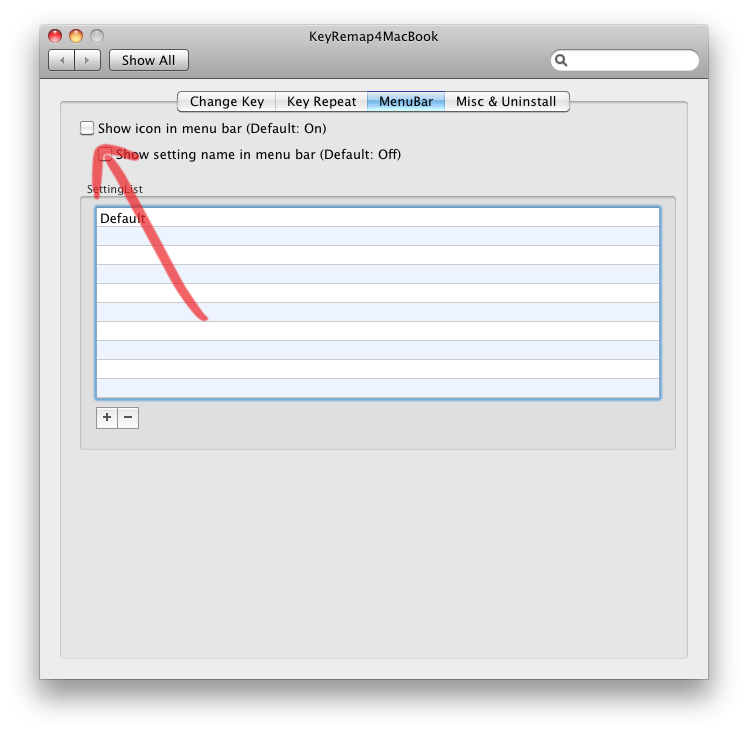 KeyRemap4MacBook
Show All
Change Key Key Repeat MenuBar Misc & Uninstall
Show icon in menu bar (Default: On)
Show setting name in menu bar (Default: Off)
SettingList
Default
+ −